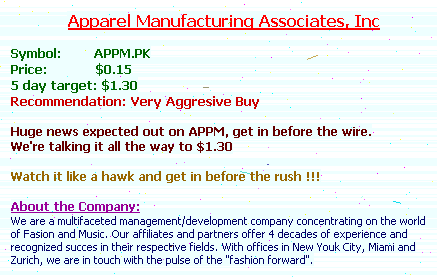 Apparel Manufacturing Associates, Inc
Symbol: APPM.PK
Price: $0.15
5 day target: $1.30
Recommendation: Very Aggresive Buy
Huge news expected out on APPM, get in before the wire.
We're talking it all the way to $1.30
Watch it like a hawk and get in before the rush !!!
About the Company:
We are a multifaceted management/development company concentrating on the world
of Fasion and Music. Our affiliates and partners offer 4 decades of experience and
recognized succes in their respective fields. With offices in New Youk City, Miami and
Zurich, we are in touch with the pulse of the "fashion forward".